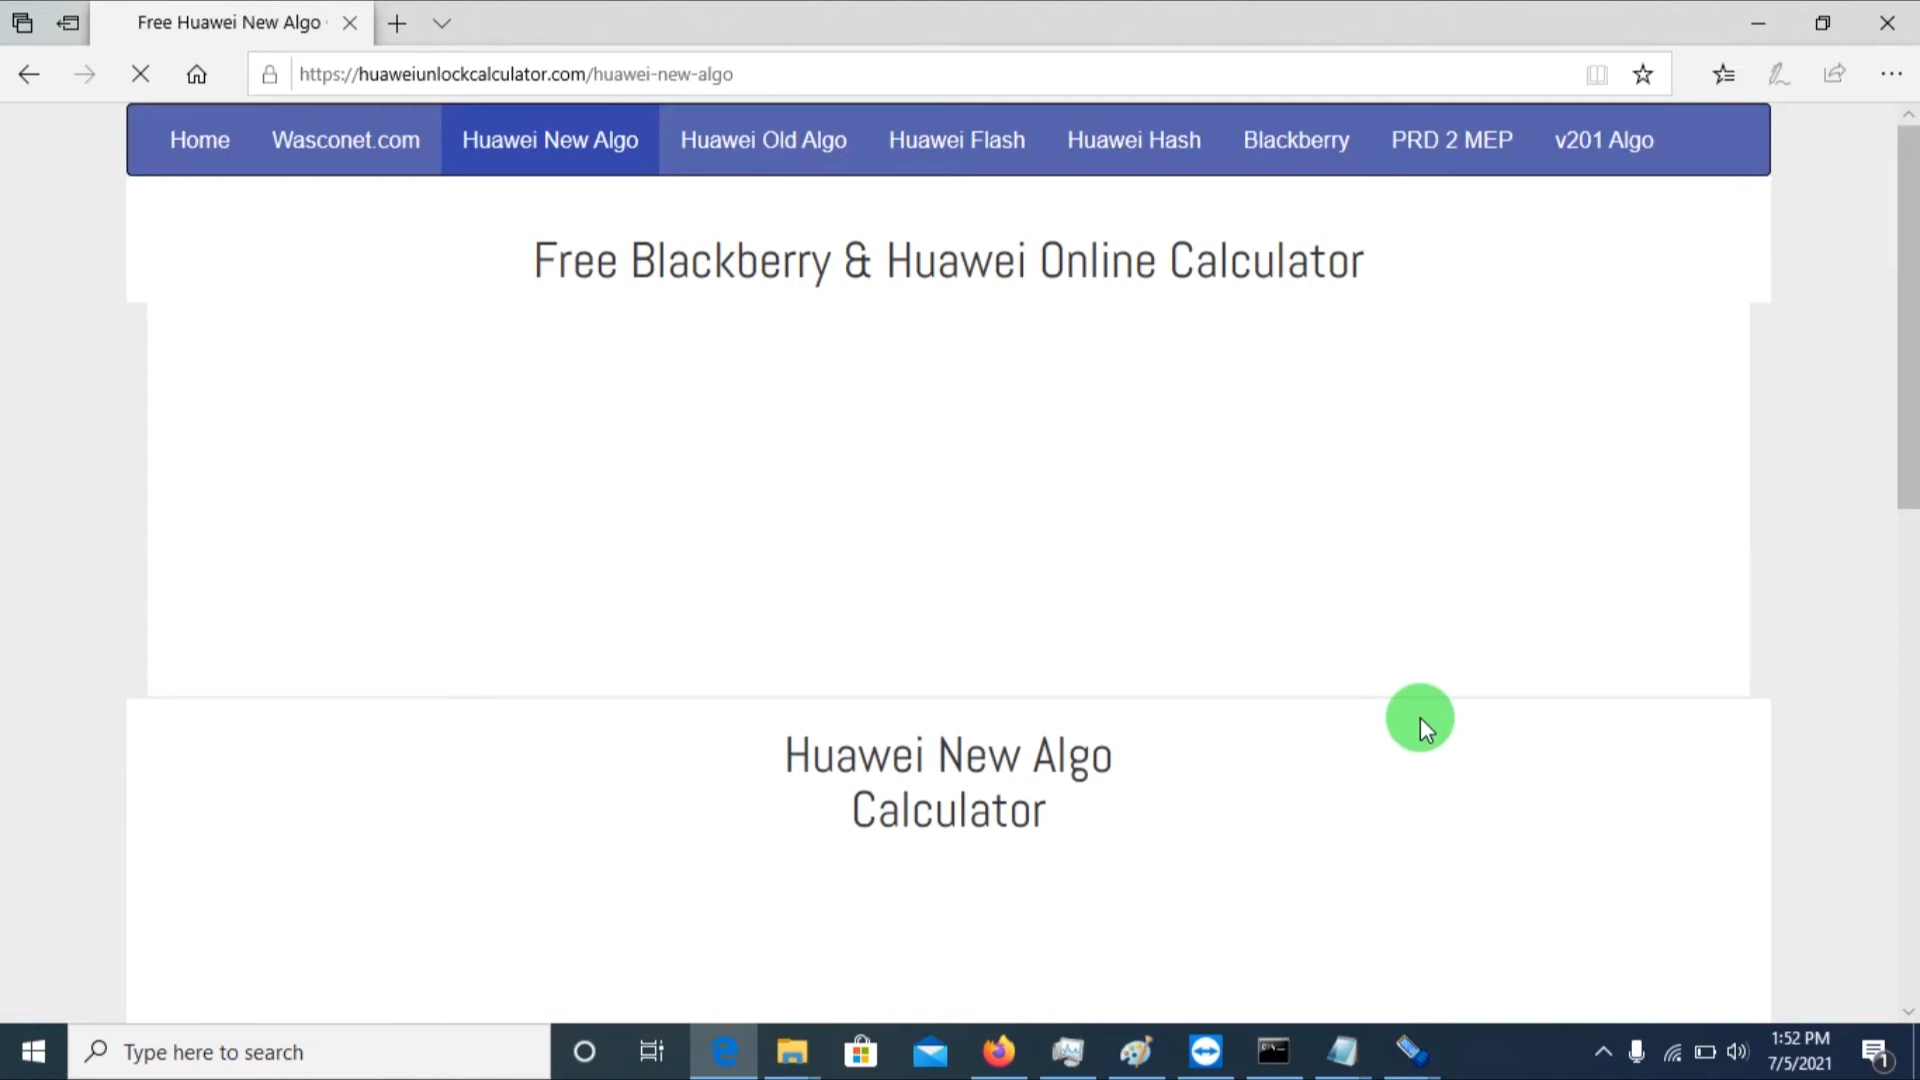 Free Huawei New Algo
https://huaweiunlockcalculator.com/huawei-new-algo
Home Wasconet.com Huawei New Algo Huawei Old Algo Huawei Flash Huawei Hash Blackberry PRD 2 MEP v201 Algo
Free Blackberry & Huawei Online Calculator
Huawei New Algo
Calculator
Type here to search
1:52 PM
7/5/2021
1